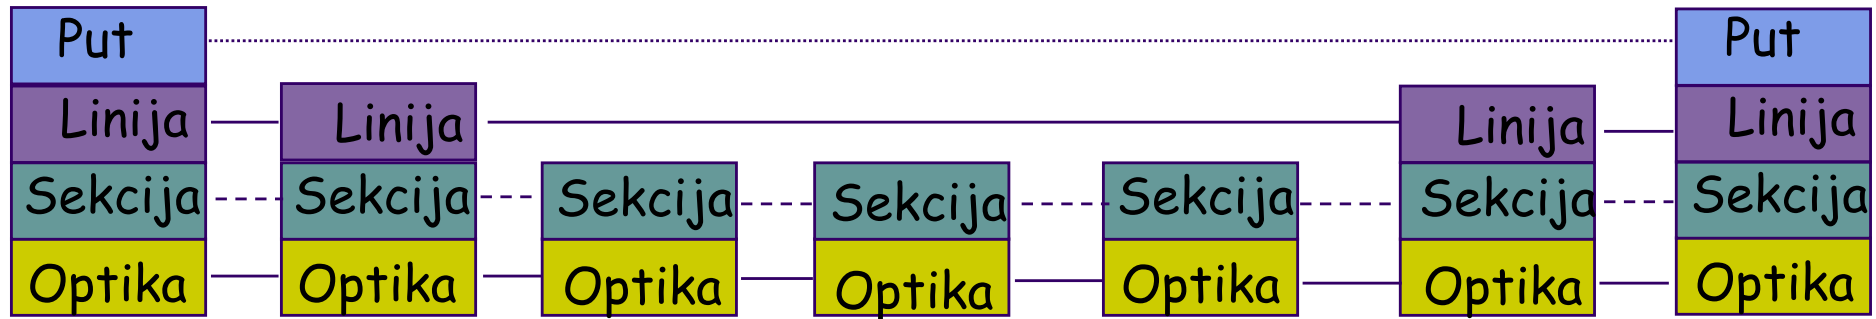 Put Put
Linija Linija Linija Linija
Sekcija Sekcija Sekcija Sekcija Sekcija Sekcija Sekcija
Optika Optika Optika Optika Optika Optika Optika